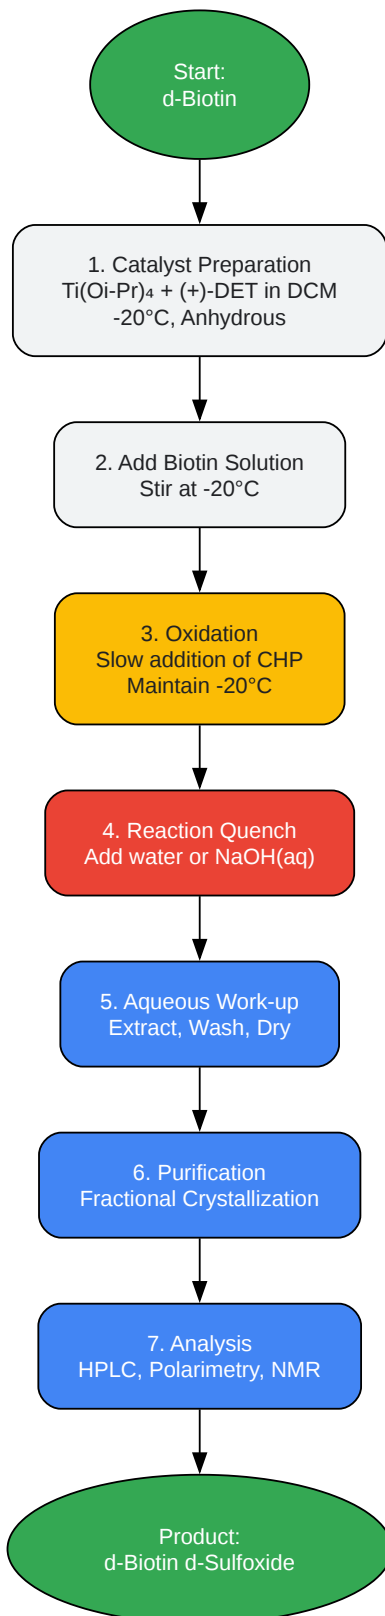 Start:
d-Biotin
1. Catalyst Preparation
Ti(Oi-Pr)₄ + (+)-DET in DCM
-20°C, Anhydrous
2. Add Biotin Solution
Stir at -20°C
3. Oxidation
Slow addition of CHP
Maintain -20°C
4. Reaction Quench
Add water or NaOH(aq)
5. Aqueous Work-up
Extract, Wash, Dry
6. Purification
Fractional Crystallization
7. Analysis
HPLC, Polarimetry, NMR
Product:
d-Biotin d-Sulfoxide